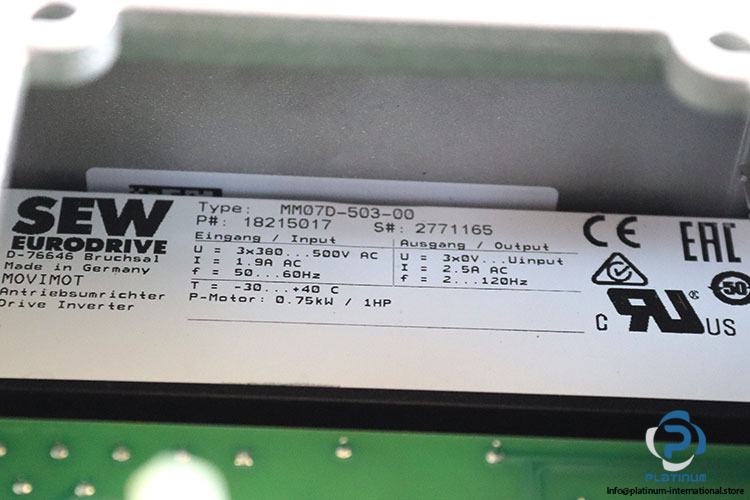 SEW
EURODRIVE
D-76646 Bruchsal
Made in Germany
MOVIMOT
Antriebsumrichter
Drive Inverter
Type: MM07D-503-00
P#: 18215017 S#: 2771165
Eingang / Input
U = 3x380...500V AC
I = 1.9A AC
f = 50...60Hz
T = -30...+40 C
P-Motor: 0.75kW / 1HP
Ausgang / Output
U = 3x0V...Uinput
I = 2.5A AC
f = 2...120Hz
CE
EAC
50
C RU ® US
PLATINUM
Info@platinum-international.store